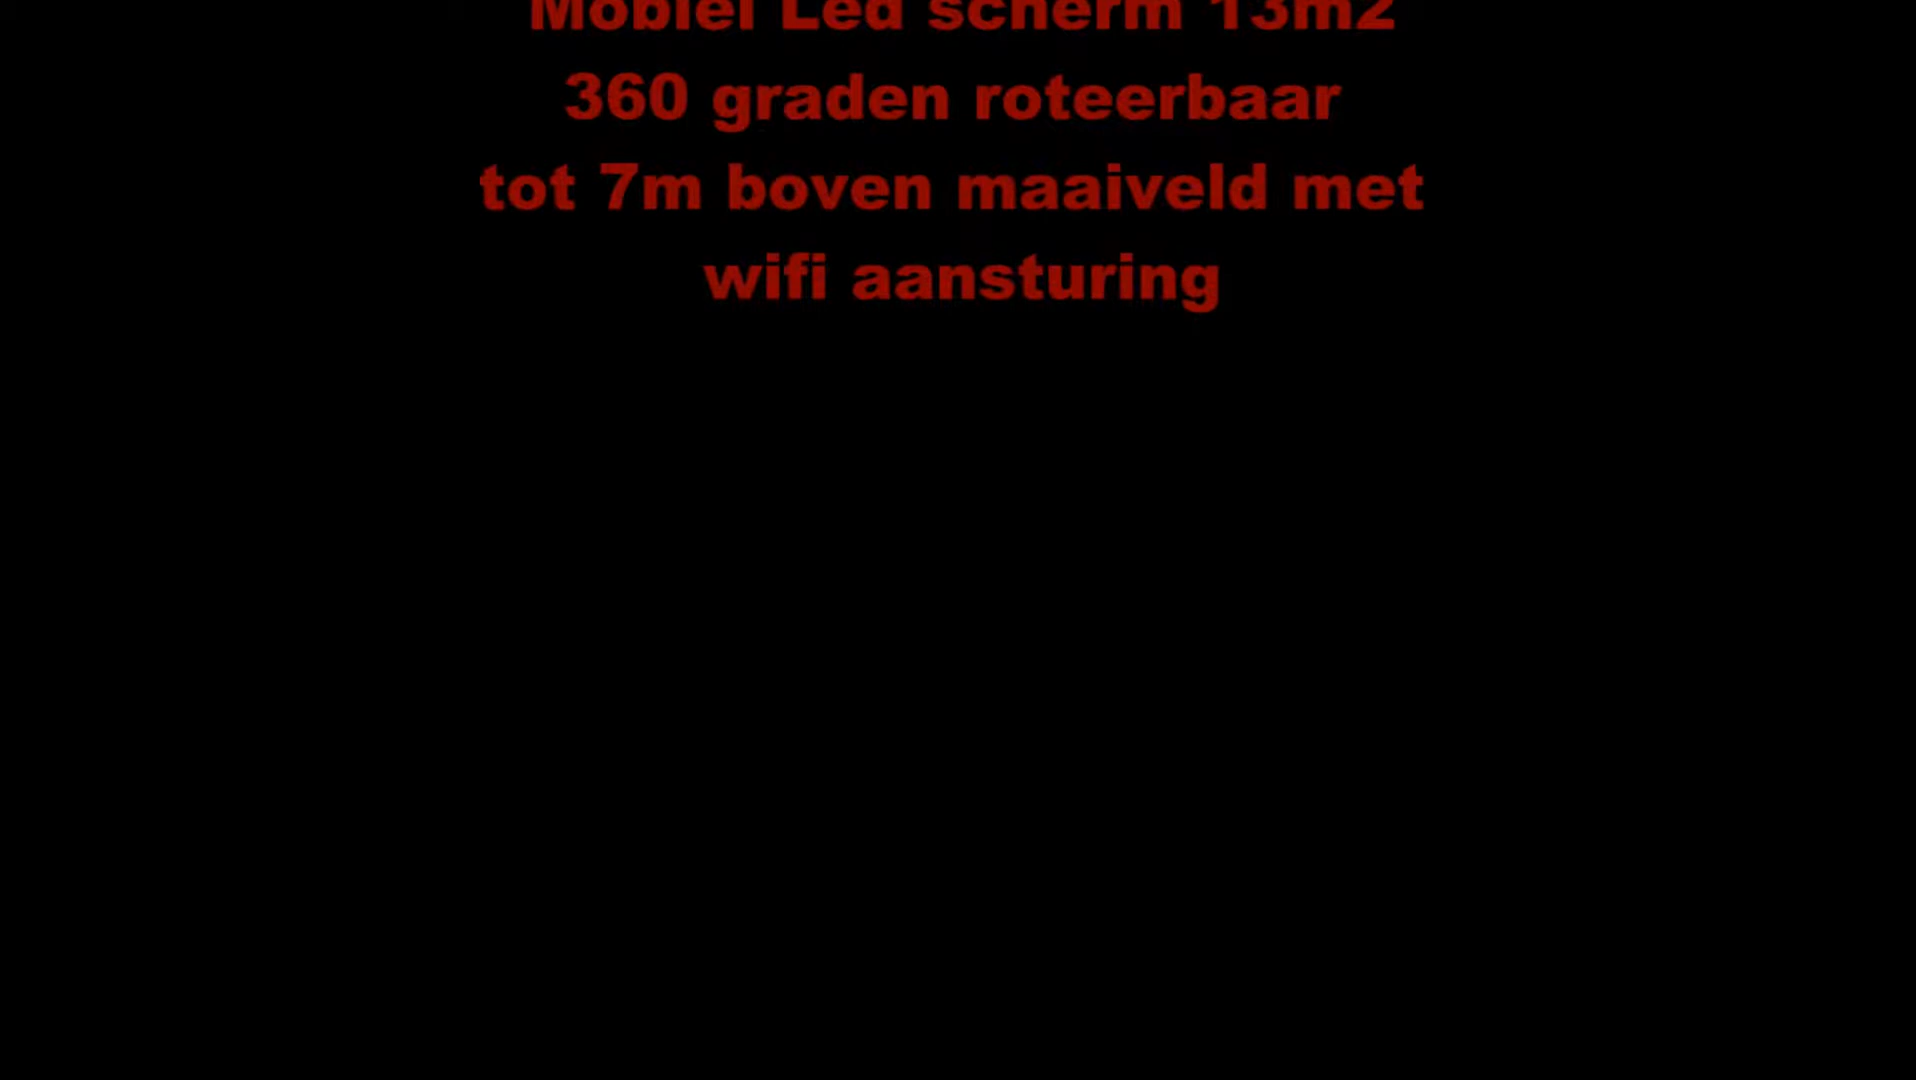 Mobiel Led scherm 13m2
360 graden roteerbaar
tot 7m boven maaiveld met
wifi aansturing